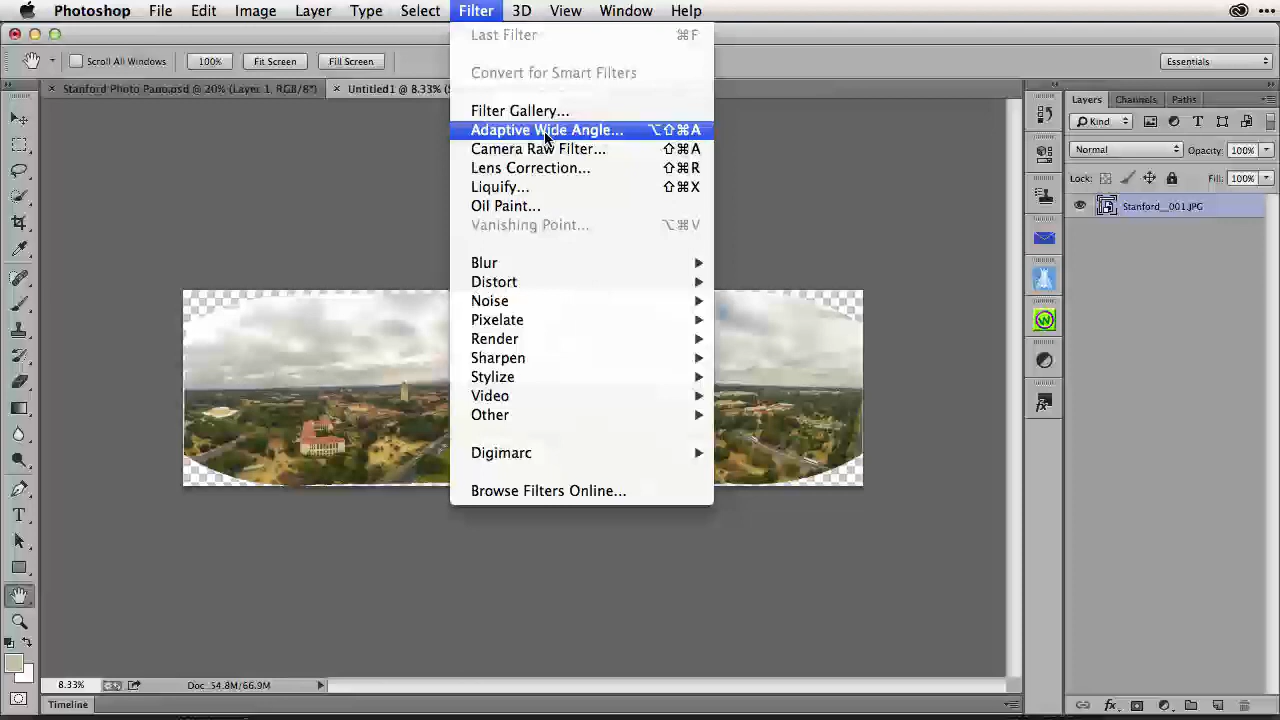 Photoshop File Edit Image Layer Type Select Filter 3D View Window Help
Last Filter ⌘F
Scroll All Windows 100% Fit Screen Fill Screen Essentials
Convert for Smart Filters
× Stanford Photo Pano.psd @ 20% (Layer 1, RGB/8*) × Untitled1 @ 8.33% (
Layers Channels Paths
Filter Gallery...
Kind
Adaptive Wide Angle... ⌥⇧⌘A
Camera Raw Filter... ⇧⌘A
Normal Opacity: 100%
Lens Correction... ⇧⌘R
Lock: Fill: 100%
Liquify... ⇧⌘X
Oil Paint...
Stanford__001.JPG
Vanishing Point... ⌥⌘V
Blur
Distort
Noise
Pixelate
Render
Sharpen
Stylize
Video
Other
Digimarc
Browse Filters Online...
8.33% Doc: 54.8M/66.9M
Timeline